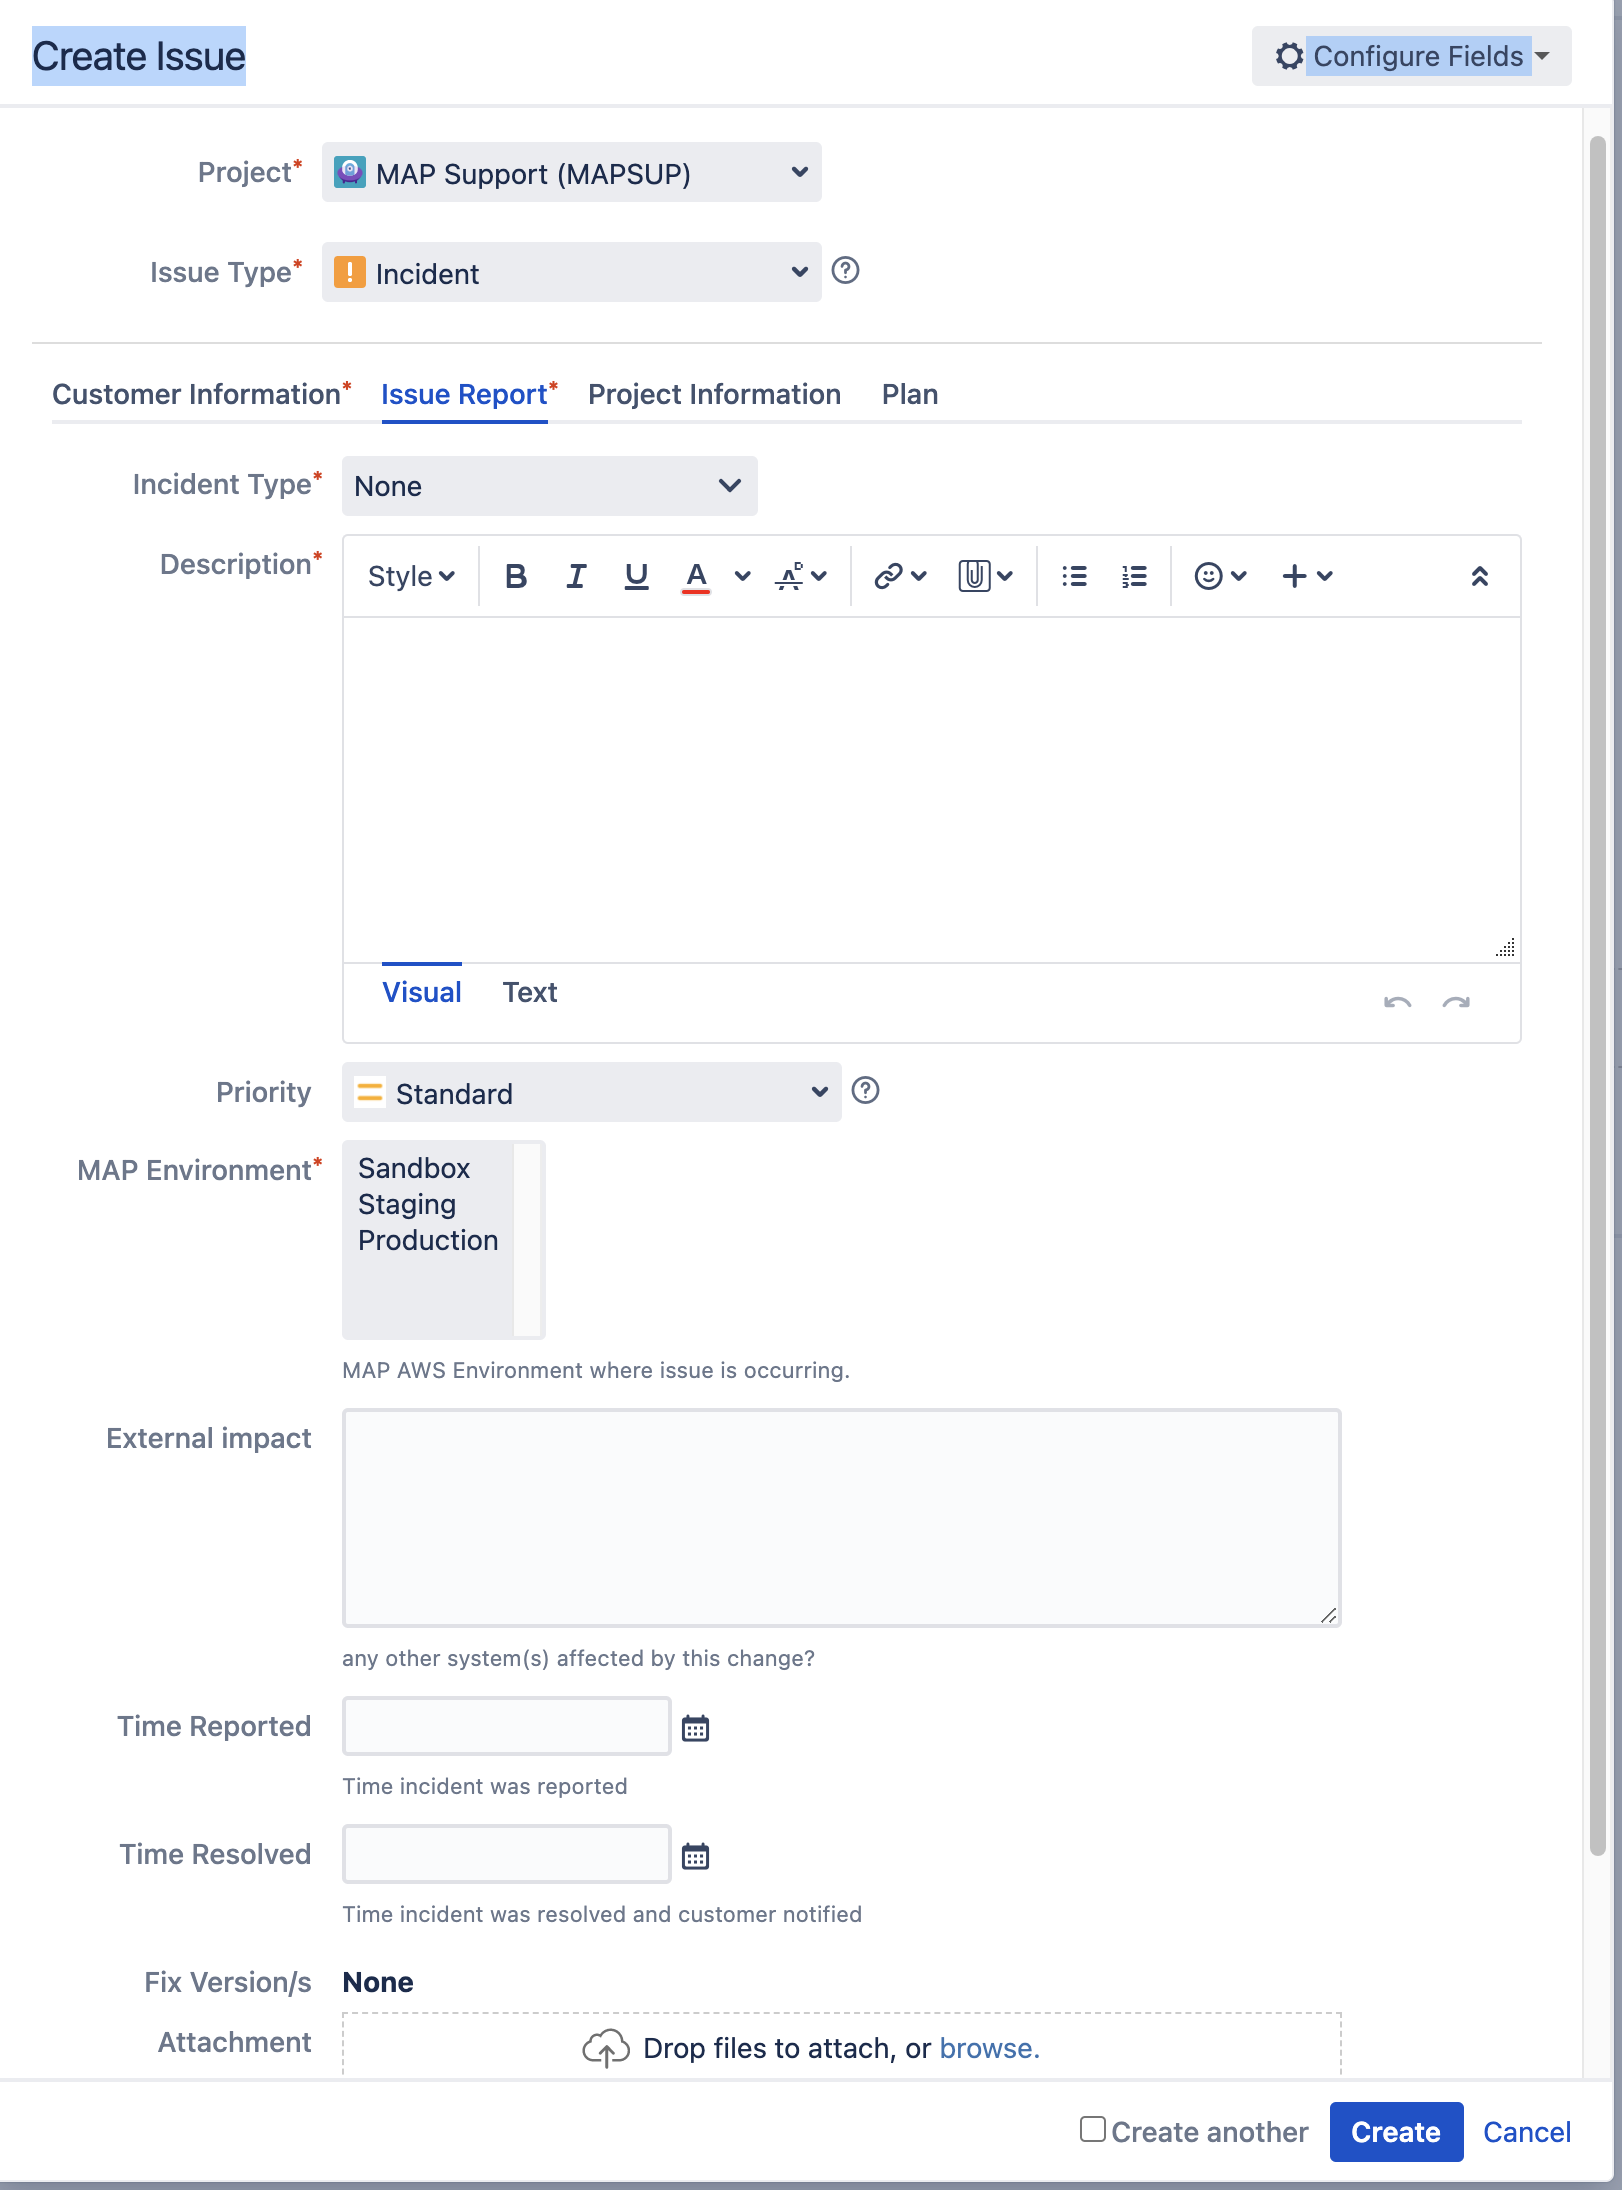 Create Issue
Configure Fields
Project*
MAP Support (MAPSUP)
Issue Type*
Incident
Customer Information* Issue Report* Project Information Plan
Incident Type*
None
Description*
Style
Visual Text
Priority
Standard
MAP Environment*
Sandbox
Staging
Production
MAP AWS Environment where issue is occurring.
External impact
any other system(s) affected by this change?
Time Reported
Time incident was reported
Time Resolved
Time incident was resolved and customer notified
Fix Version/s None
Attachment
Drop files to attach, or browse.
Create another Create Cancel